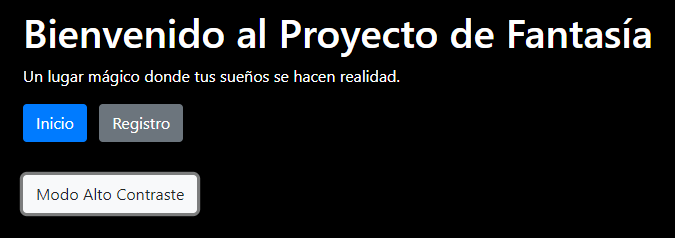 Bienvenido al Proyecto de Fantasía
Un lugar mágico donde tus sueños se hacen realidad.
Inicio Registro
Modo Alto Contraste